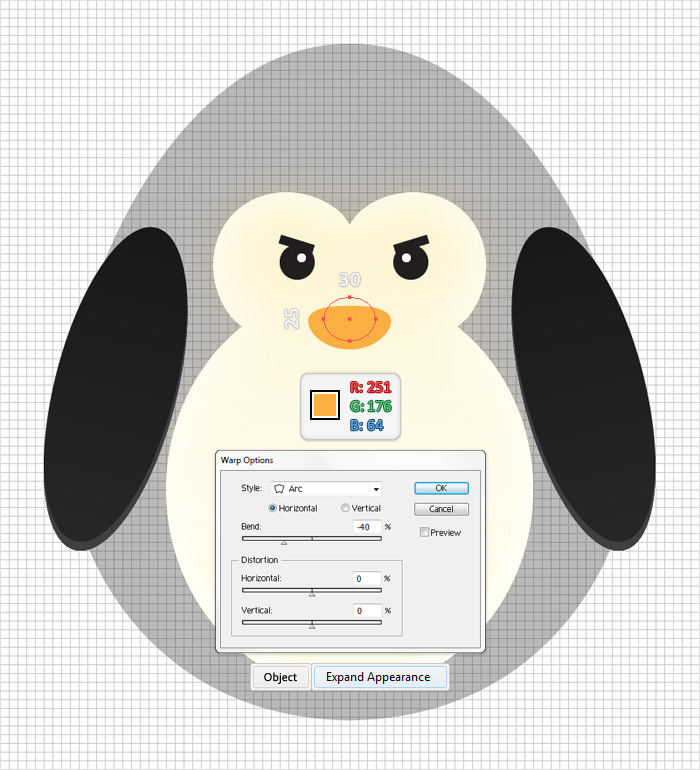 30
25
R: 251
G: 176
B: 64
Warp Options
Style: Arc
OK
Horizontal Vertical
Cancel
Bend: -40 %
Preview
Distortion
Horizontal: 0 %
Vertical: 0 %
Object Expand Appearance